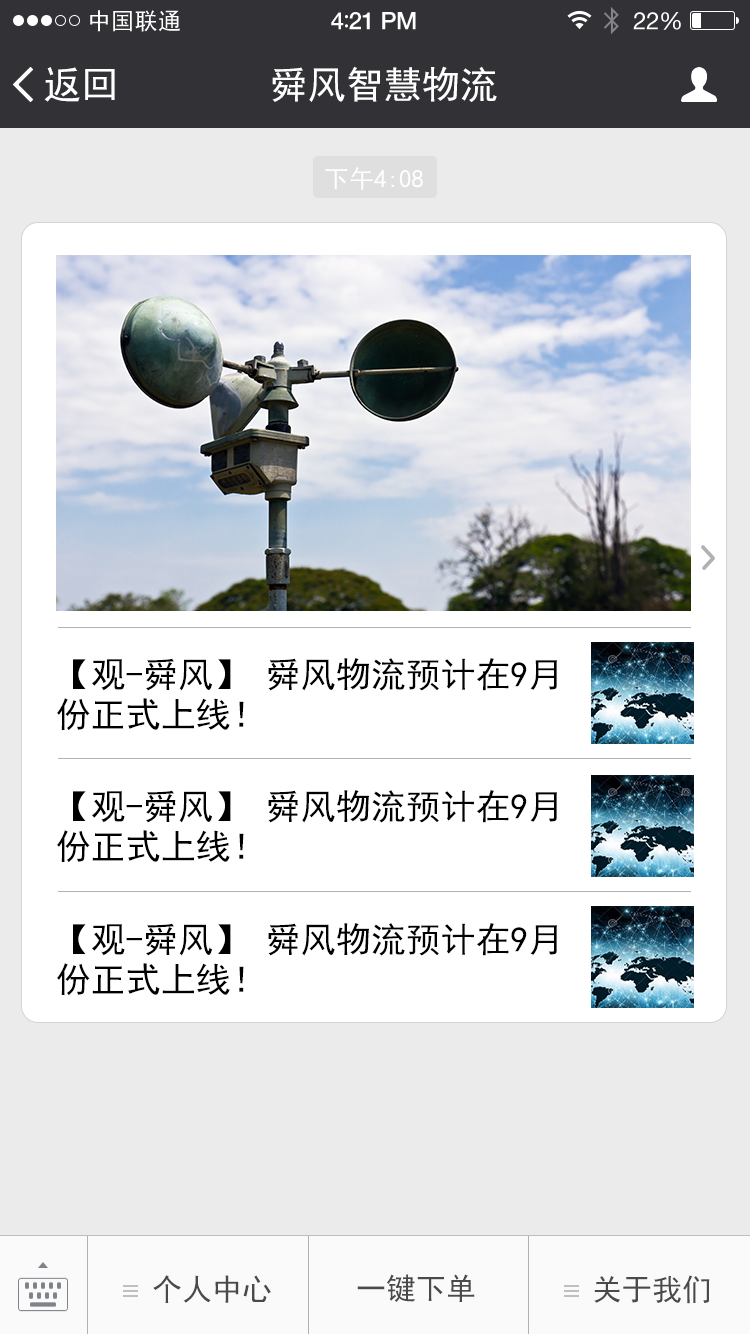 中国联通 4:21 PM 22%
返回 舜风智慧物流
下午4:08
【观-舜风】 舜风物流预计在9月
份正式上线！
【观-舜风】 舜风物流预计在9月
份正式上线！
【观-舜风】 舜风物流预计在9月
份正式上线！
个人中心 一键下单 关于我们